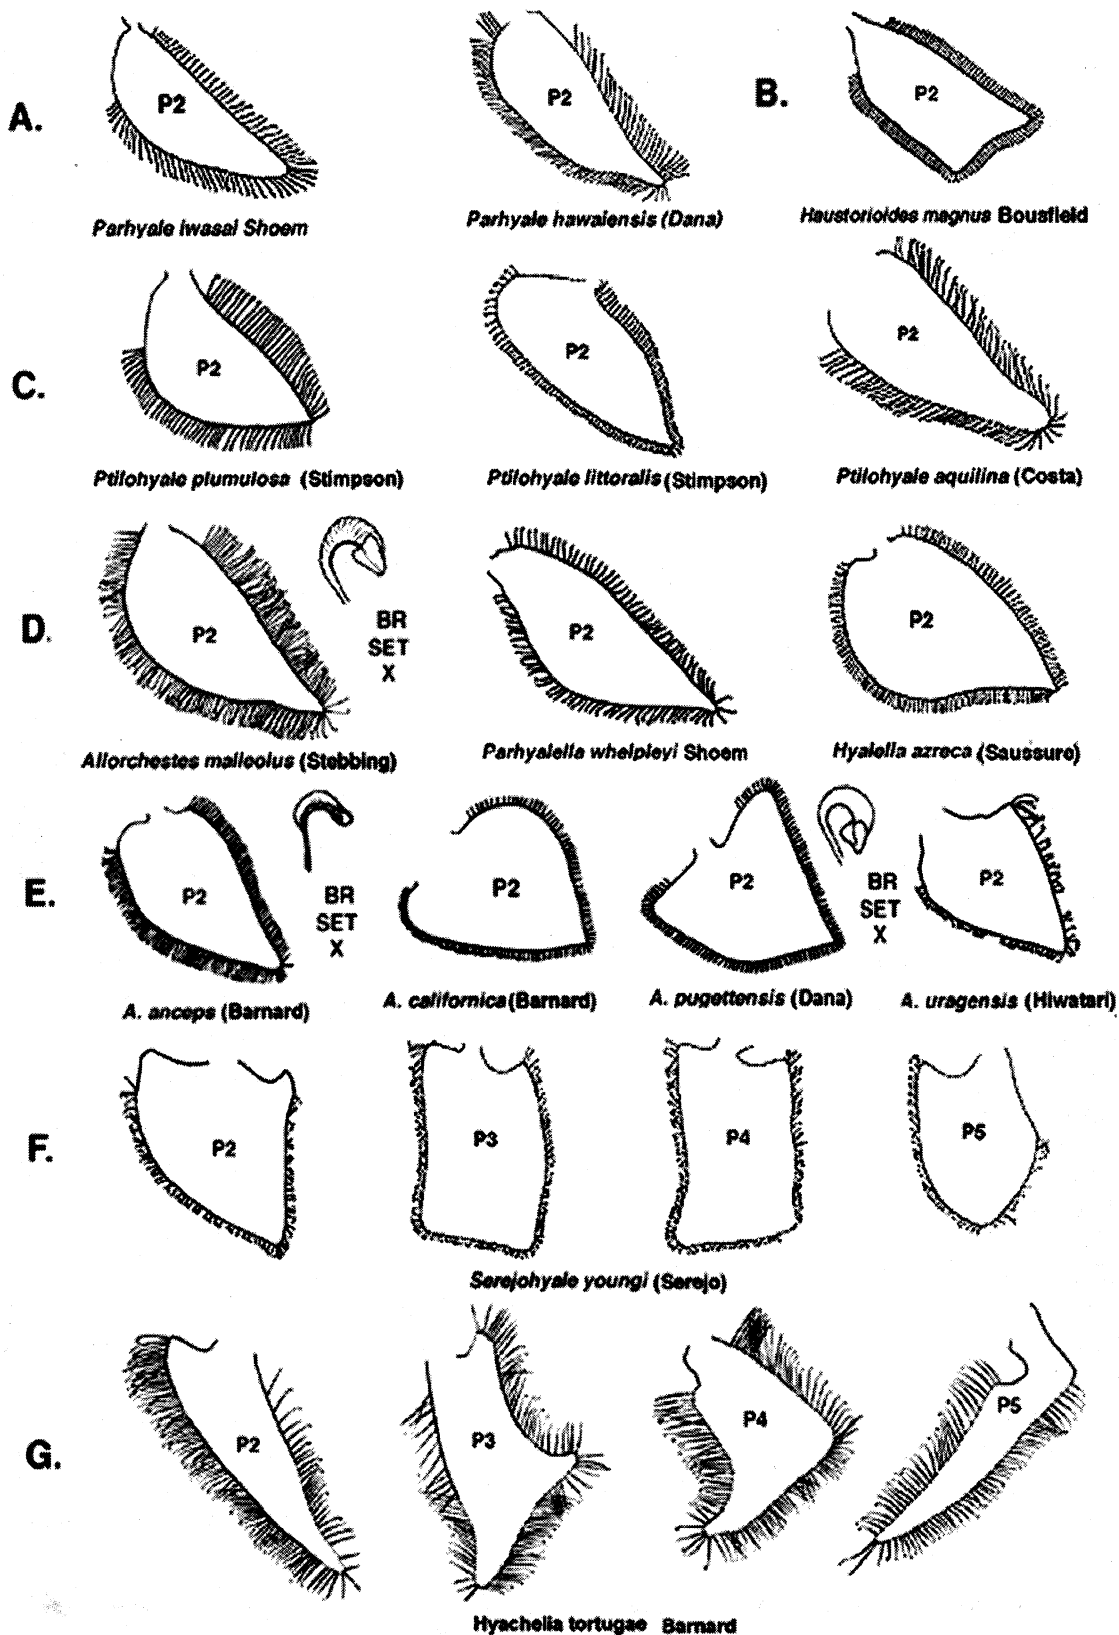 A.
P2
P2
B.
P2
Parhyale iwasai Shoem
Parhyale hawaiensis (Dana)
Haustorioides magnus Bousfield
C.
P2
P2
P2
Ptilohyale plumulosa (Stimpson)
Ptilohyale littoralis (Stimpson)
Ptilohyale aquilina (Costa)
D.
P2
BR
SET
X
P2
P2
Allorchestes malleolus (Stebbing)
Parhyalella whelpleyi Shoem
Hyalella azreca (Saussure)
E.
P2
BR
SET
X
P2
P2
BR
SET
X
P2
A. anceps (Barnard)
A. californica (Barnard)
A. pugettensis (Dana)
A. uragensis (Hiwatari)
F.
P2
P3
P4
P5
Serejohyale youngi (Serejo)
G.
P2
P3
P4
P5
Hyachelia tortugae Barnard